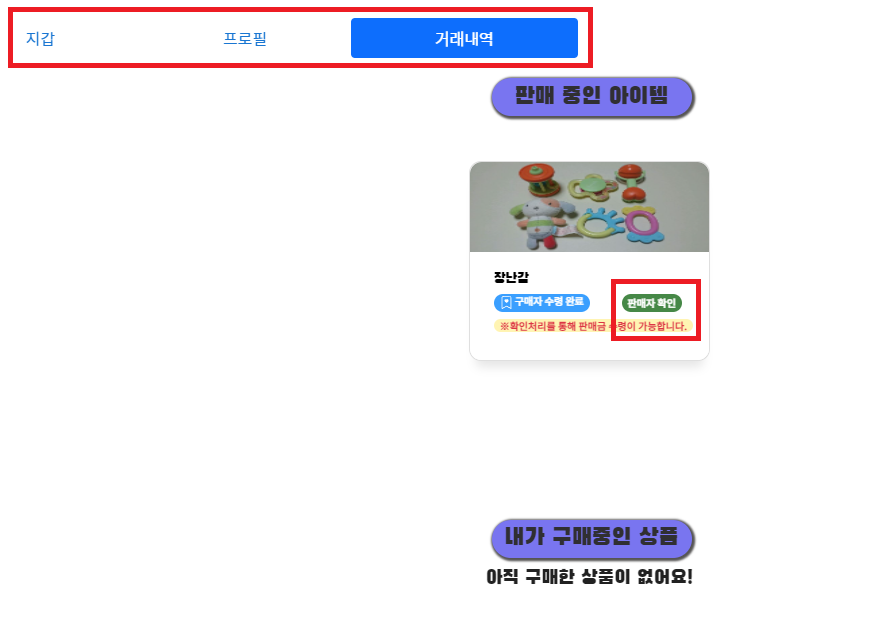 지갑 프로필 거래내역
판매 중인 아이템
장난감
구매자 수령 완료 판매자 확인
※확인처리를 통해 판매금 수령이 가능합니다.
내가 구매중인 상품
아직 구매한 상품이 없어요!